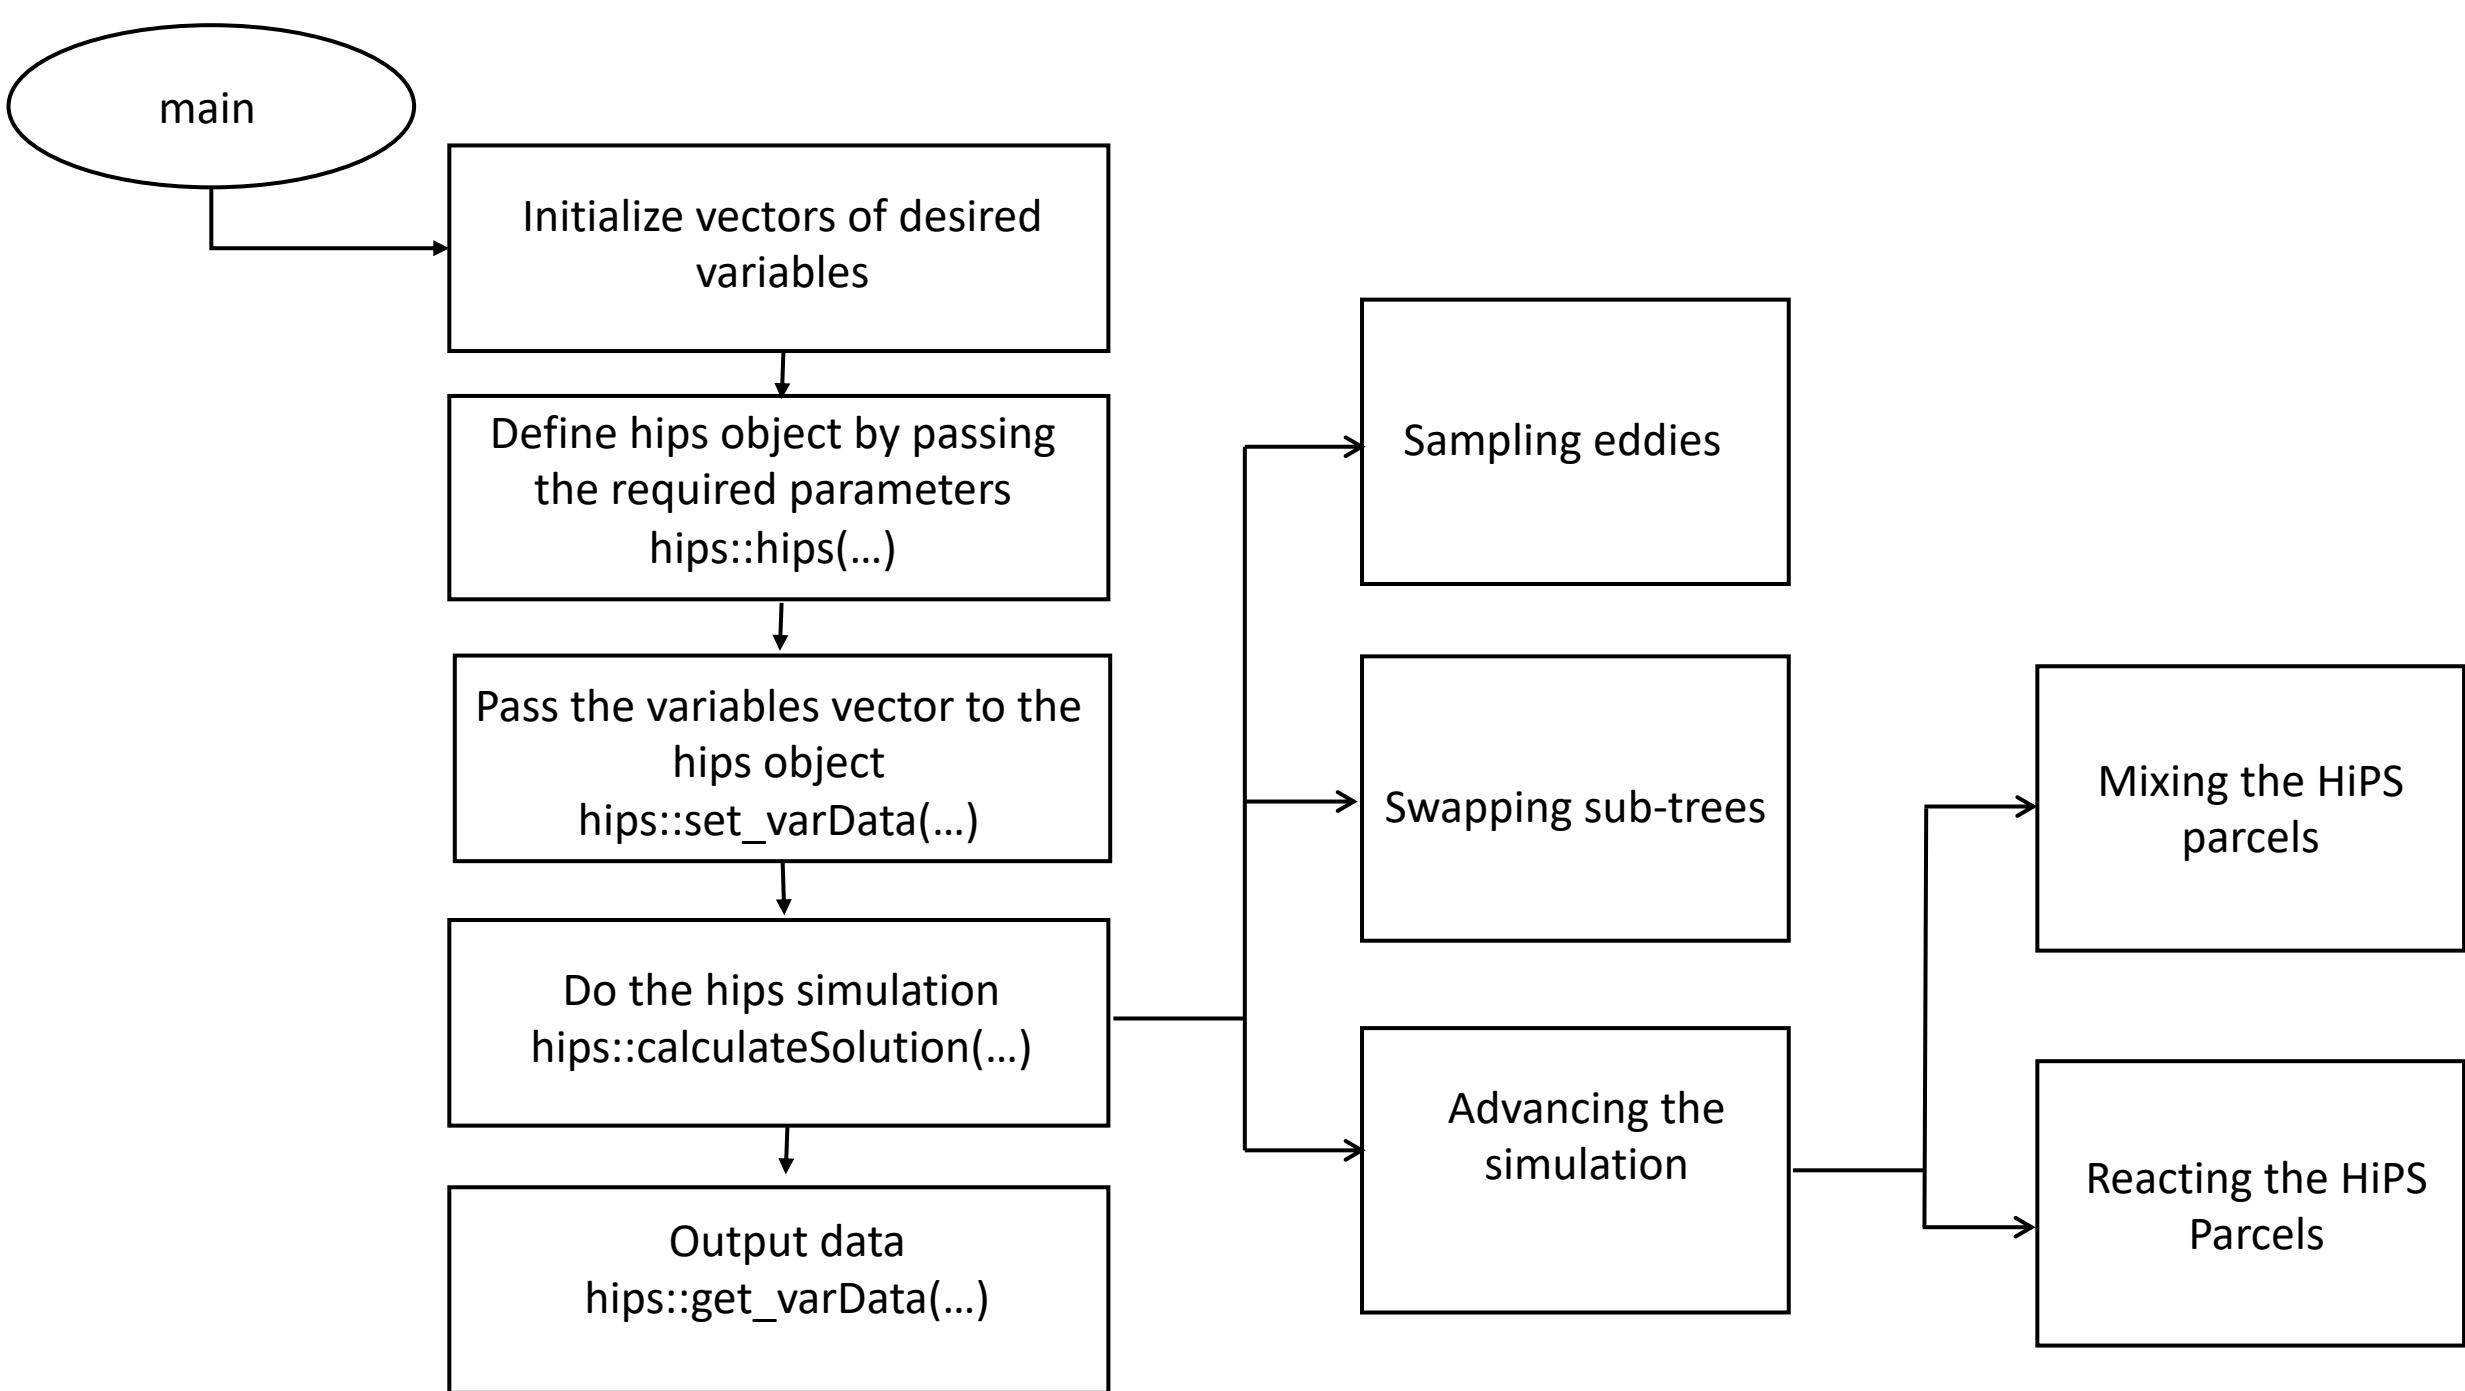 main
Initialize vectors of desired
variables
Define hips object by passing
the required parameters
hips::hips(…)
Pass the variables vector to the
hips object
hips::set_varData(…)
Do the hips simulation
hips::calculateSolution(…)
Output data
hips::get_varData(…)
Sampling eddies
Swapping sub-trees
Advancing the
simulation
Mixing the HiPS
parcels
Reacting the HiPS
Parcels